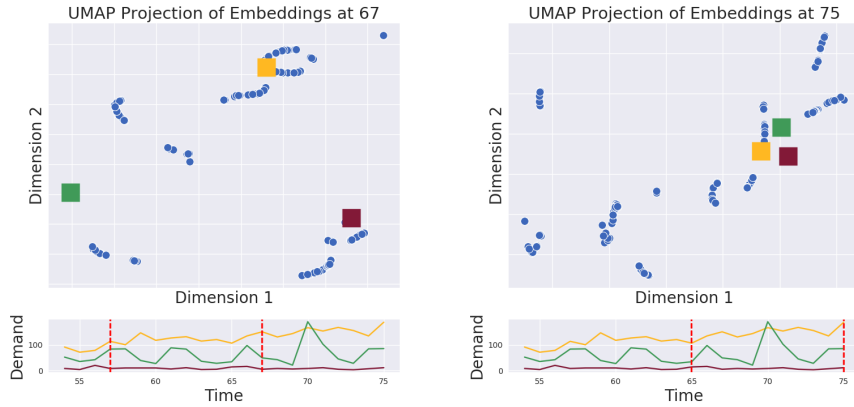 UMAP Projection of Embeddings at 67
Dimension 2
Dimension 1
Demand
100
0
55
60
65
70
75
Time
UMAP Projection of Embeddings at 75
Dimension 2
Dimension 1
Demand
100
0
55
60
65
70
75
Time